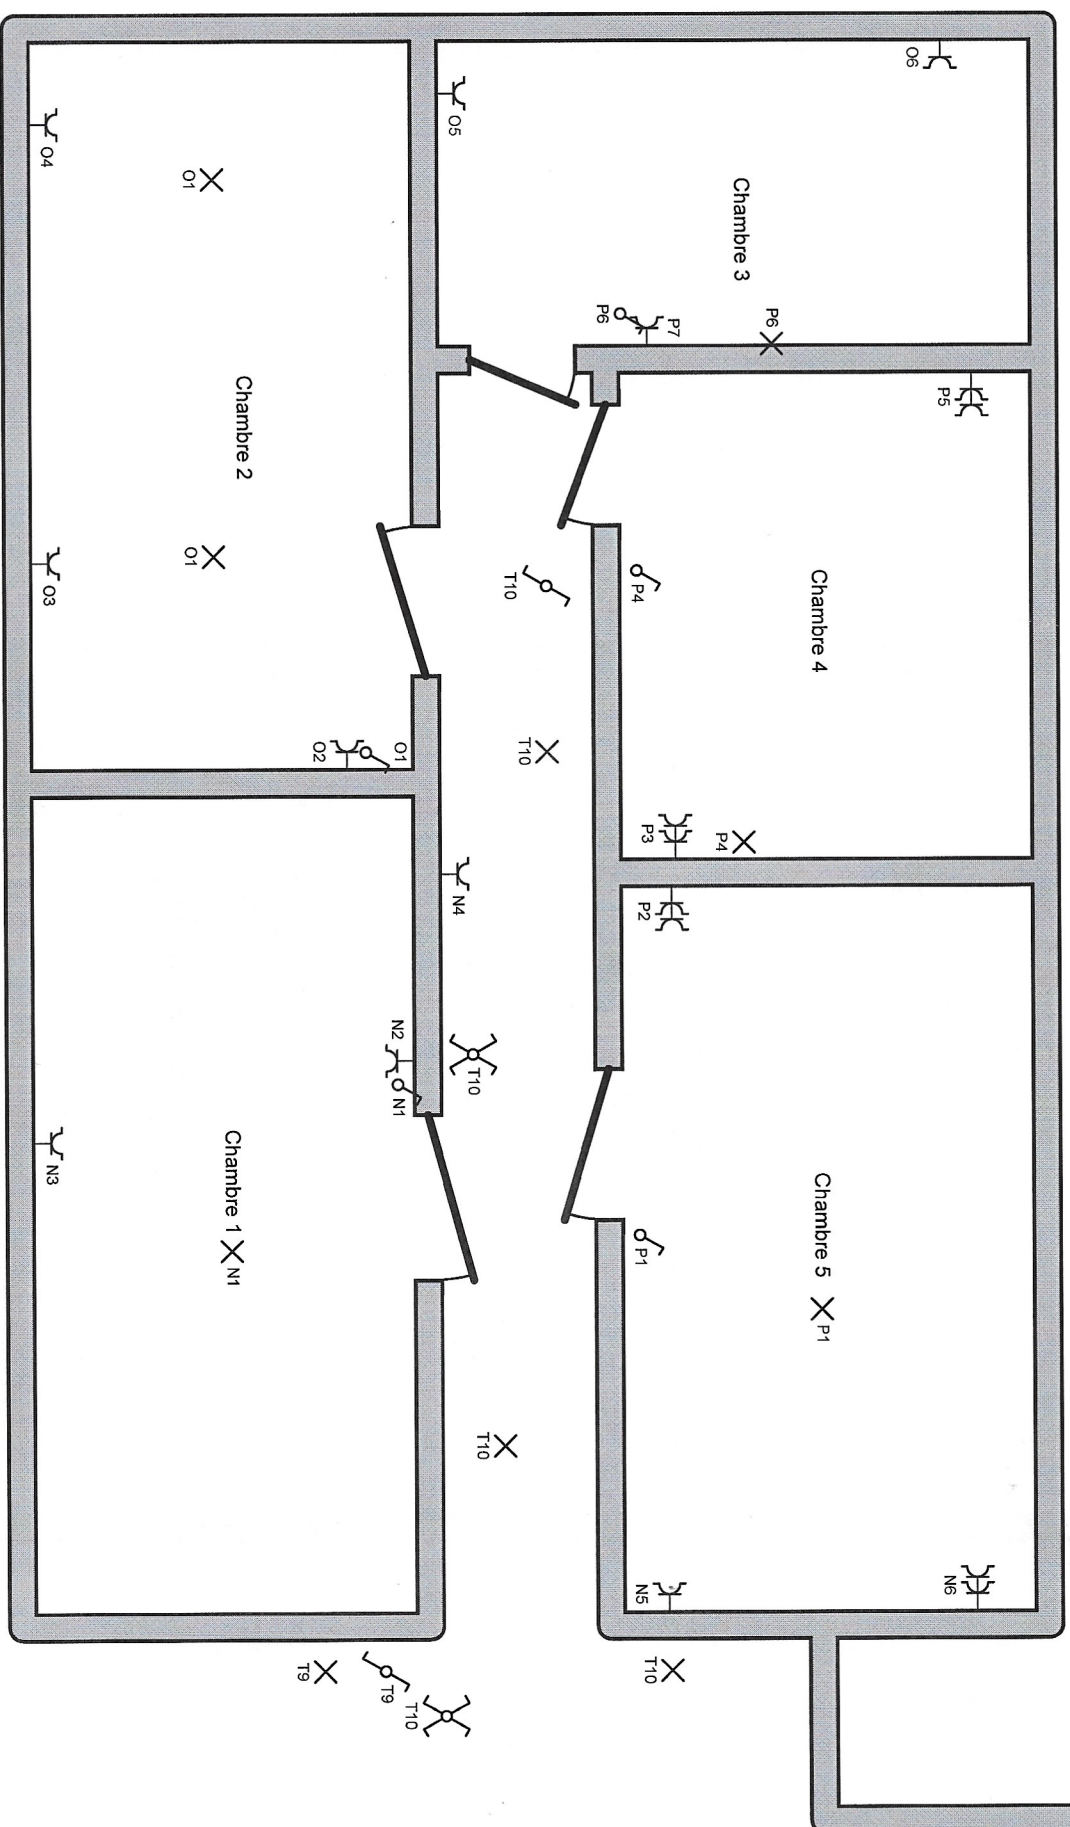 O6
O5
O4
O1
Chambre 3
P6
P7
P6
P5
Chambre 2
O1
O3
T10
P4
Chambre 4
T10
O1
O2
P3
P4
N4
P2
N2
N1
T10
N3
Chambre 1
N1
P1
Chambre 5
P1
T10
N5
N6
T9
T9
T10
T10